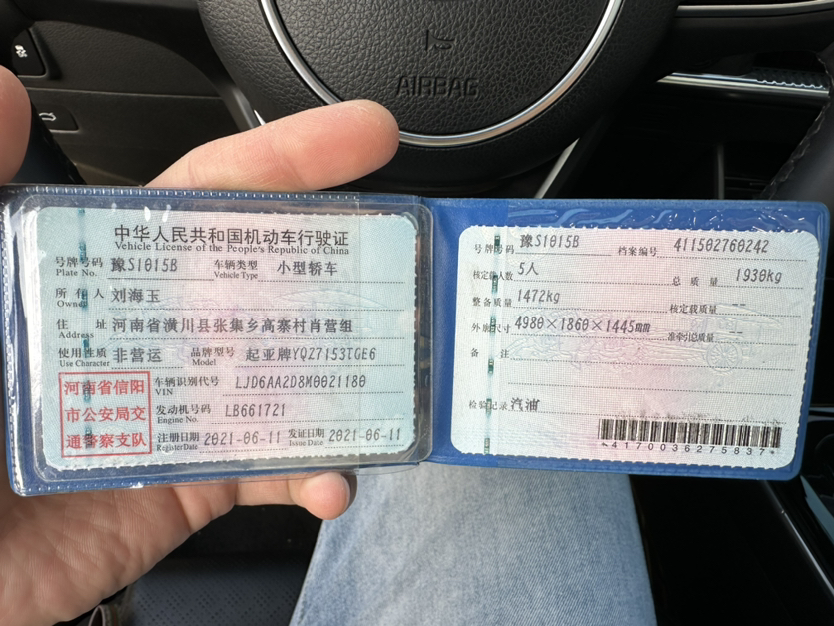 AIRBAG
中华人民共和国机动车行驶证
Vehicle License of the People's Republic of China
号牌号码 豫S1015B 车辆类型 小型轿车
Plate No. Vehicle Type
所有人 刘海玉
Owner
住址 河南省潢川县张集乡高寨村肖营组
Address
使用性质 非营运 品牌型号 起亚牌YQZ7153TGE6
Use Character Model
河南省信阳
市公安局交
通警察支队
车辆识别代号 LJD6AA2D8M0021180
VIN
发动机号码 LB661721
Engine No.
注册日期 2021-06-11 发证日期 2021-06-11
Register Date Issue Date
号牌号码 豫S1015B 档案编号 411502760242
核定载人数 5人 总质量 1930kg
整备质量 1472kg 核定载质量 --
外廓尺寸 4980×1860×1445mm 准牵引总质量 --
备注
检验记录 汽油
*4170036275837*